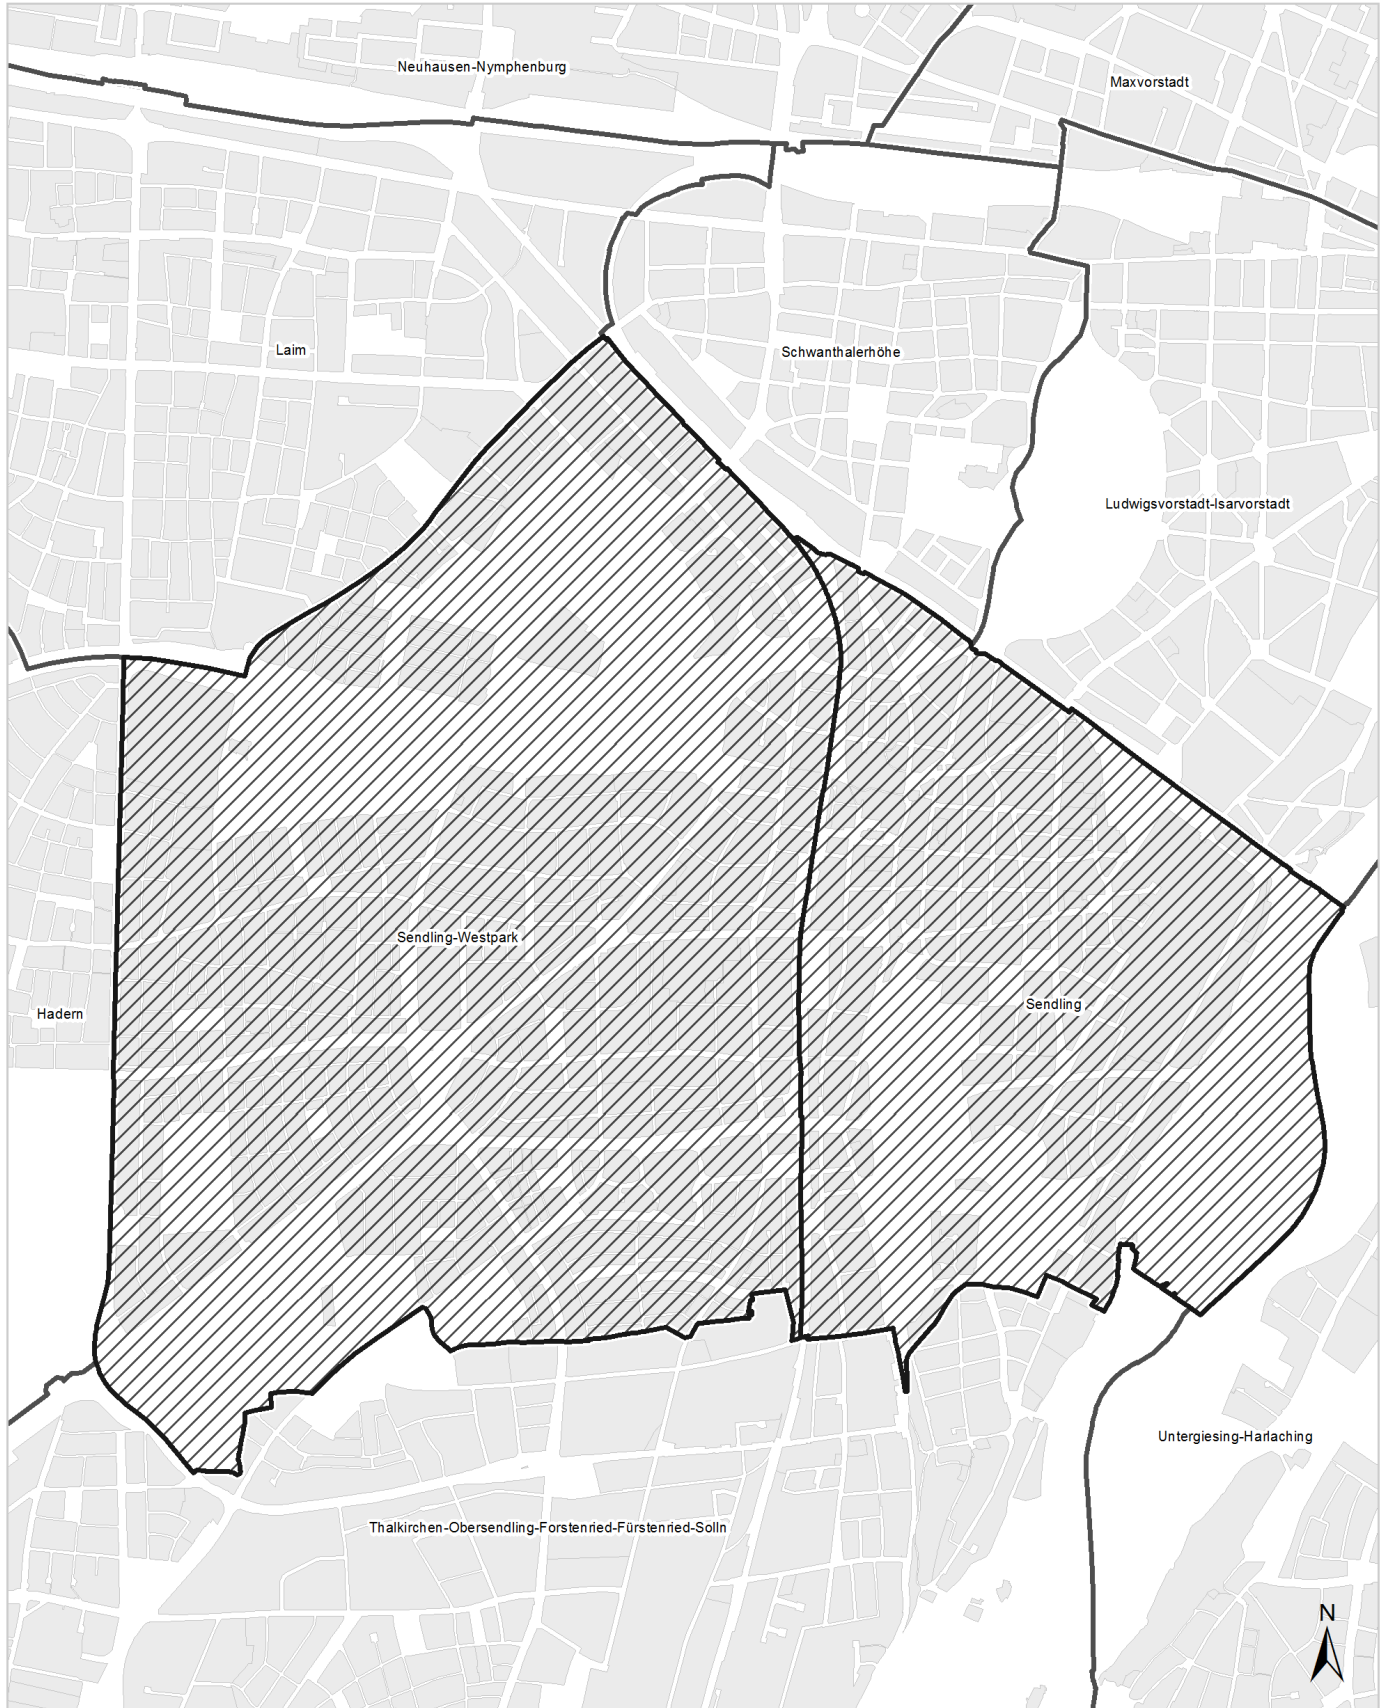 Neuhausen-Nymphenburg
Maxvorstadt
Laim
Schwanthalerhöhe
Ludwigsvorstadt-Isarvorstadt
Sendling-Westpark
Sendling
Hadern
Untergiesing-Harlaching
Thalkirchen-Obersendling-Forstenried-Fürstenried-Solln
N